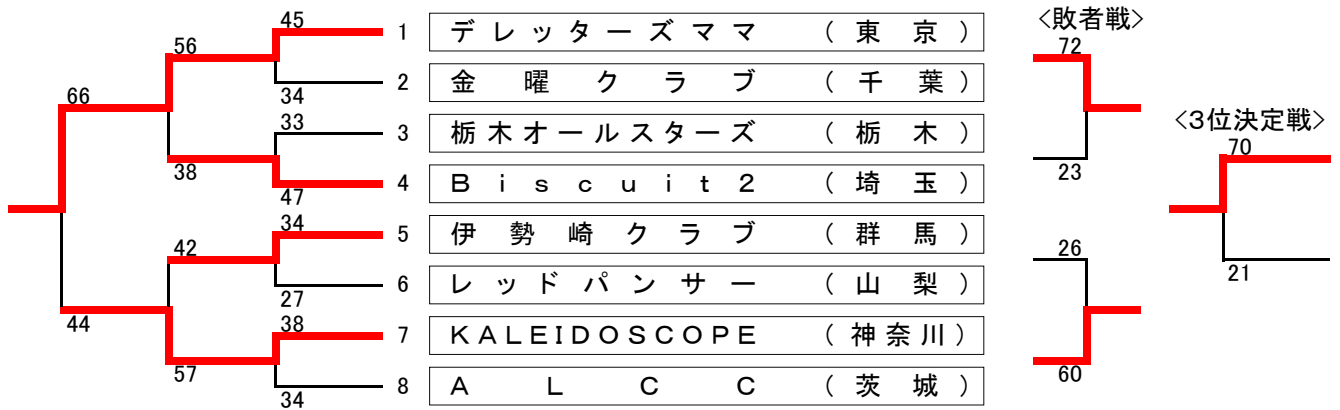 45 <敗者戦>
56 1 デレッターズママ (東京) 72
66 34 2 金曜クラブ (千葉)
33 3 栃木オールスターズ (栃木) <3位決定戦>
38 70
47 4 Biscuit2 (埼玉) 23
34
42 5 伊勢崎クラブ (群馬) 26
27 6 レッドパンサー (山梨) 21
44 38
57 7 KALEIDOSCOPE (神奈川) 60
34 8 ALCC (茨城)